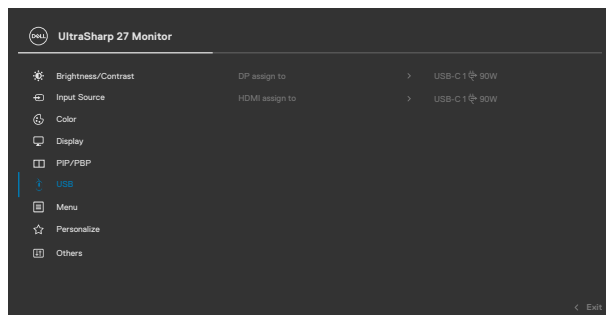 DELL UltraSharp 27 Monitor
Brightness/Contrast DP assign to > USB-C 1 90W
Input Source HDMI assign to > USB-C 1 90W
Color
Display
PIP/PBP
USB
Menu
Personalize
Others
< Exit